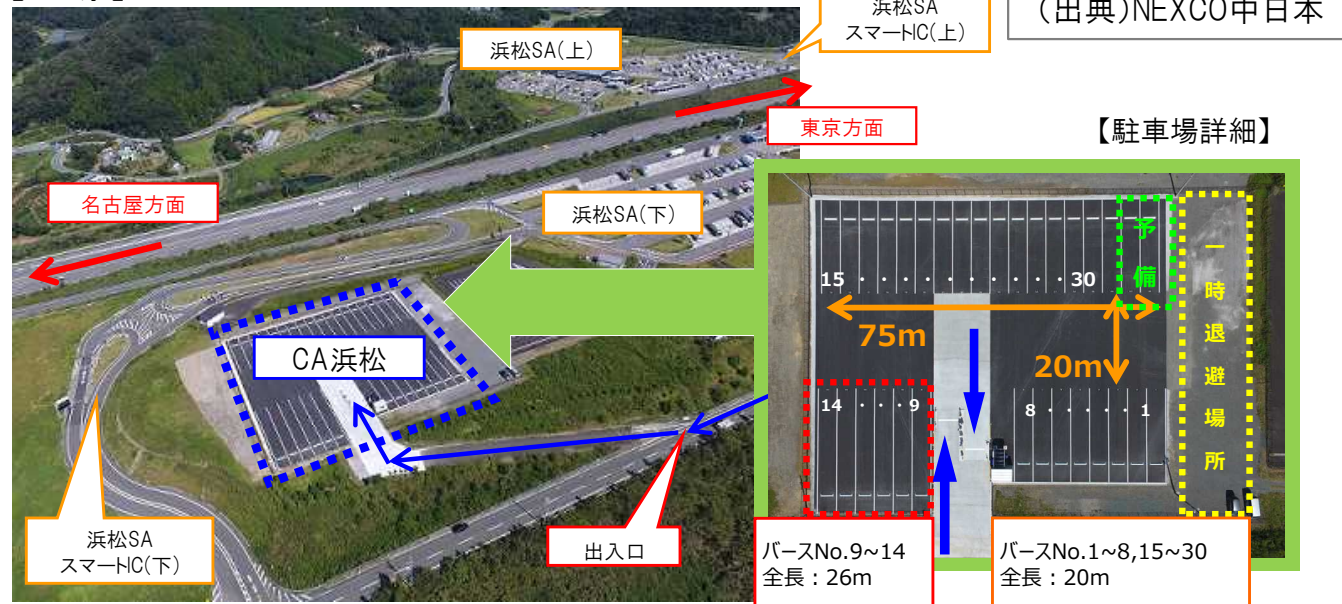 浜松SA
スマートIC(上)
(出典)NEXCO中日本
浜松SA(上)
東京方面
【駐車場詳細】
名古屋方面
浜松SA(下)
CA浜松
浜松SA
スマートIC(下)
出入口
予備
一時退避場所
15・・・・・・・・・・30
75m
20m
14・・・9
8・・・・・1
バースNo.9~14
全長：26m
バースNo.1~8,15~30
全長：20m